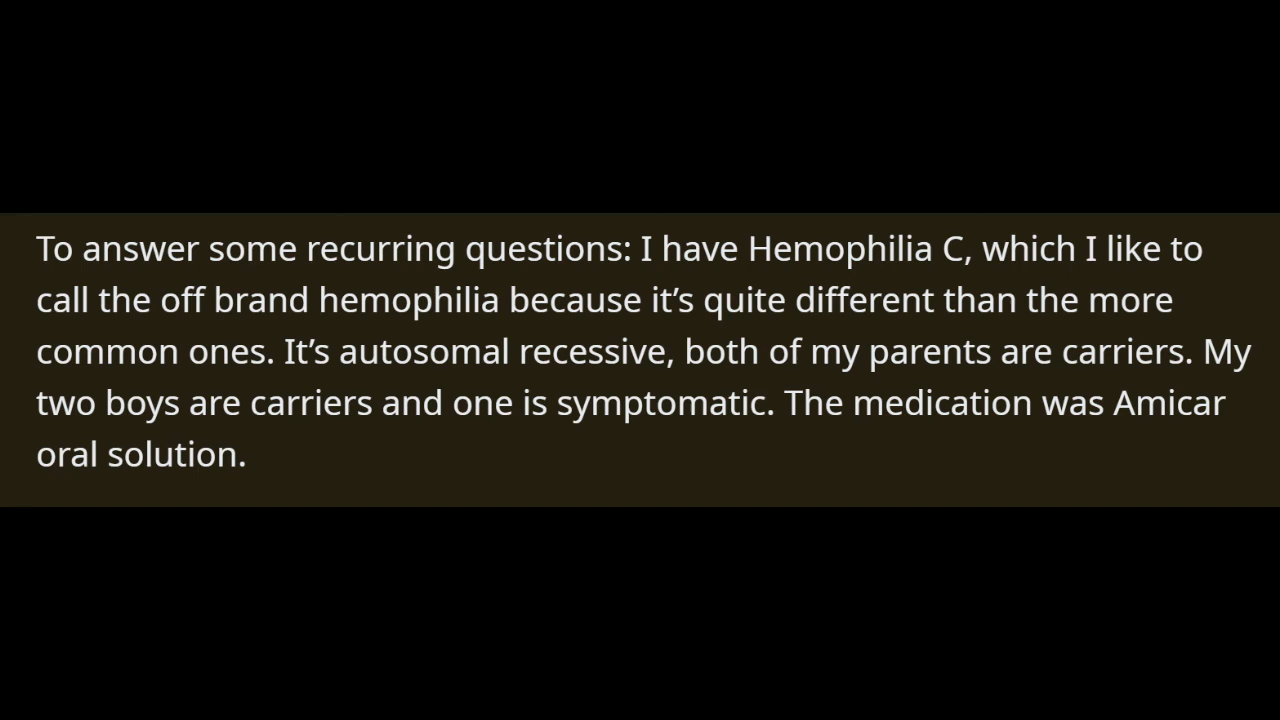 To answer some recurring questions: I have Hemophilia C, which I like to
call the off brand hemophilia because it’s quite different than the more
common ones. It’s autosomal recessive, both of my parents are carriers. My
two boys are carriers and one is symptomatic. The medication was Amicar
oral solution.